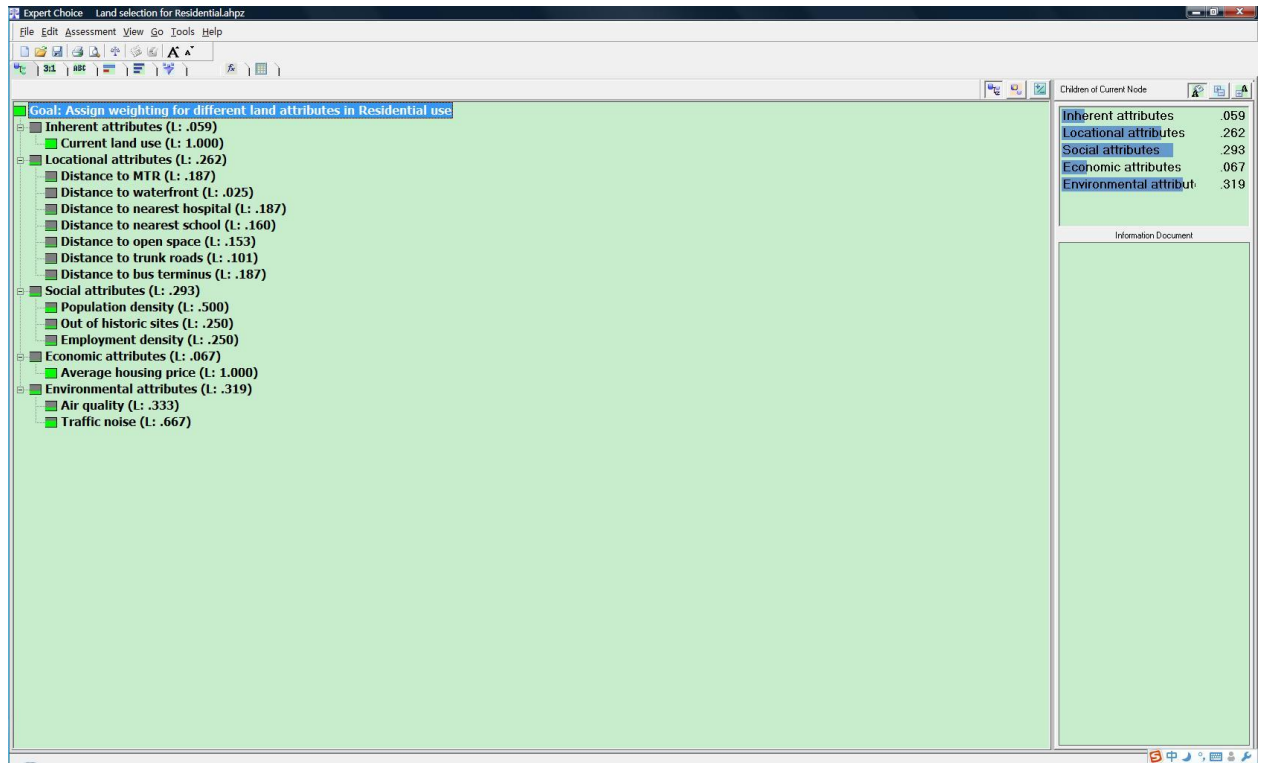 Expert Choice Land selection for Residential.ahpz
File Edit Assessment View Go Tools Help
A A
3:1 ABC fx
Children of Current Node
Goal: Assign weighting for different land attributes in Residential use
Inherent attributes (L: .059)
Current land use (L: 1.000)
Locational attributes (L: .262)
Distance to MTR (L: .187)
Distance to waterfront (L: .025)
Distance to nearest hospital (L: .187)
Distance to nearest school (L: .160)
Distance to open space (L: .153)
Distance to trunk roads (L: .101)
Distance to bus terminus (L: .187)
Social attributes (L: .293)
Population density (L: .500)
Out of historic sites (L: .250)
Employment density (L: .250)
Economic attributes (L: .067)
Average housing price (L: 1.000)
Environmental attributes (L: .319)
Air quality (L: .333)
Traffic noise (L: .667)
Inherent attributes .059
Locational attributes .262
Social attributes .293
Economic attributes .067
Environmental attribut .319
Information Document
中